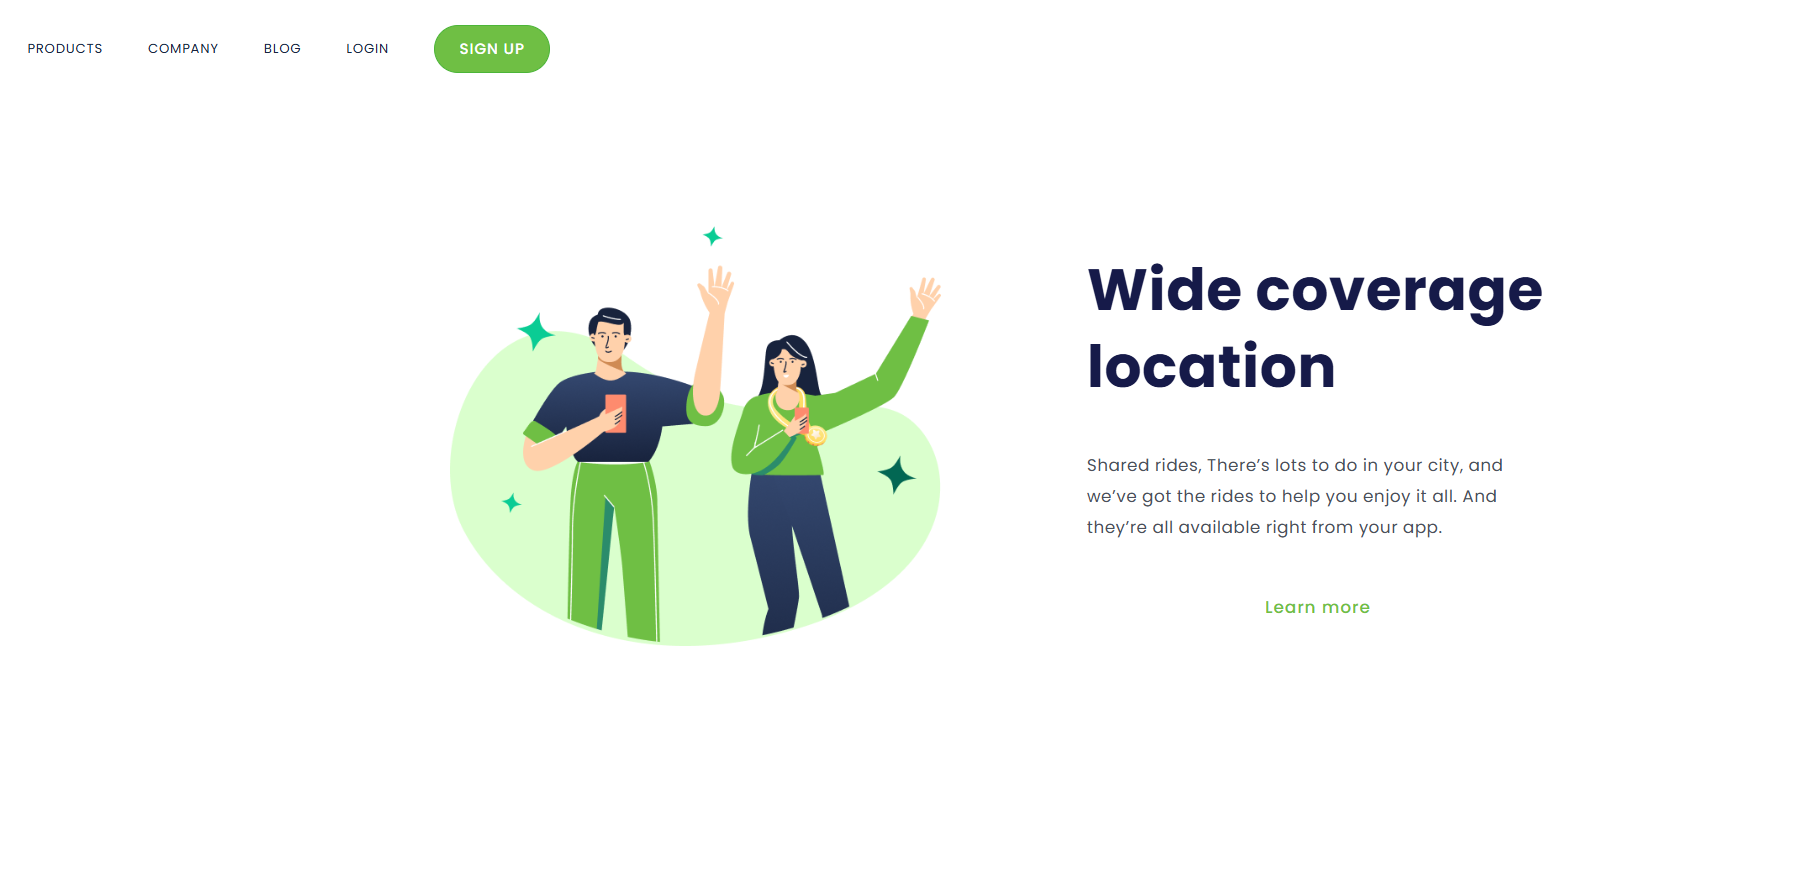 PRODUCTS COMPANY BLOG LOGIN SIGN UP
Wide coverage
location
Shared rides, There’s lots to do in your city, and
we’ve got the rides to help you enjoy it all. And
they’re all available right from your app.
Learn more